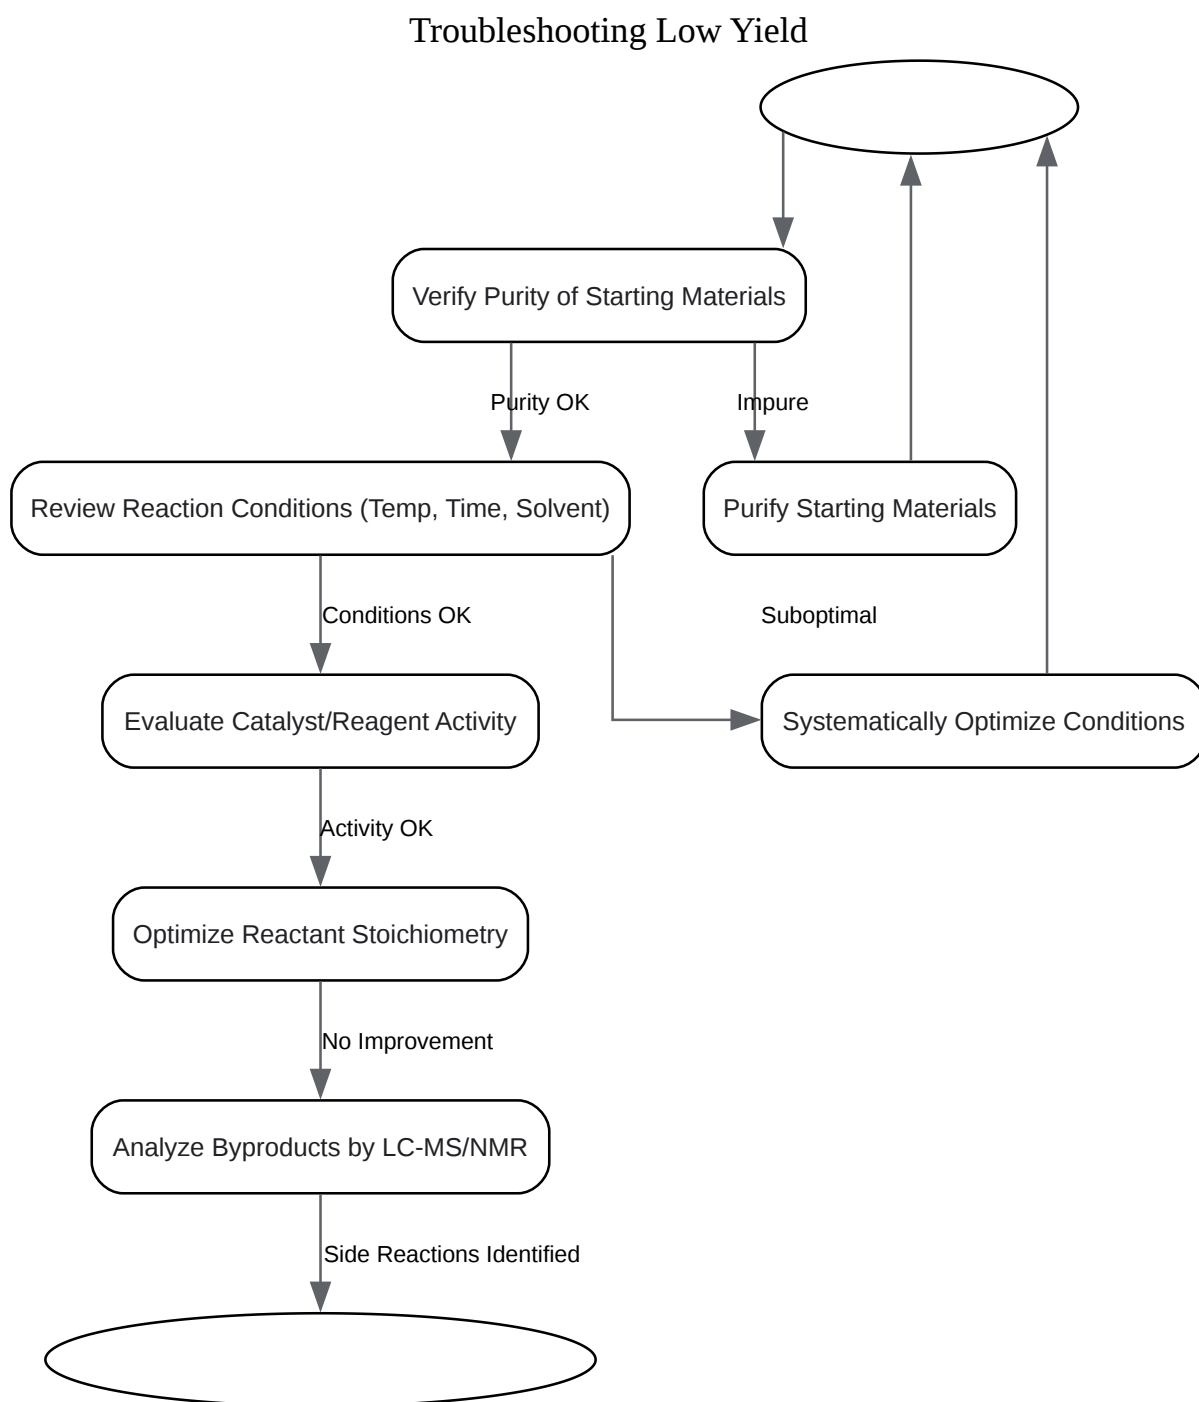 Troubleshooting Low Yield
Verify Purity of Starting Materials
Purity OK
Impure
Review Reaction Conditions (Temp, Time, Solvent)
Purify Starting Materials
Conditions OK
Suboptimal
Evaluate Catalyst/Reagent Activity
Systematically Optimize Conditions
Activity OK
Optimize Reactant Stoichiometry
No Improvement
Analyze Byproducts by LC-MS/NMR
Side Reactions Identified